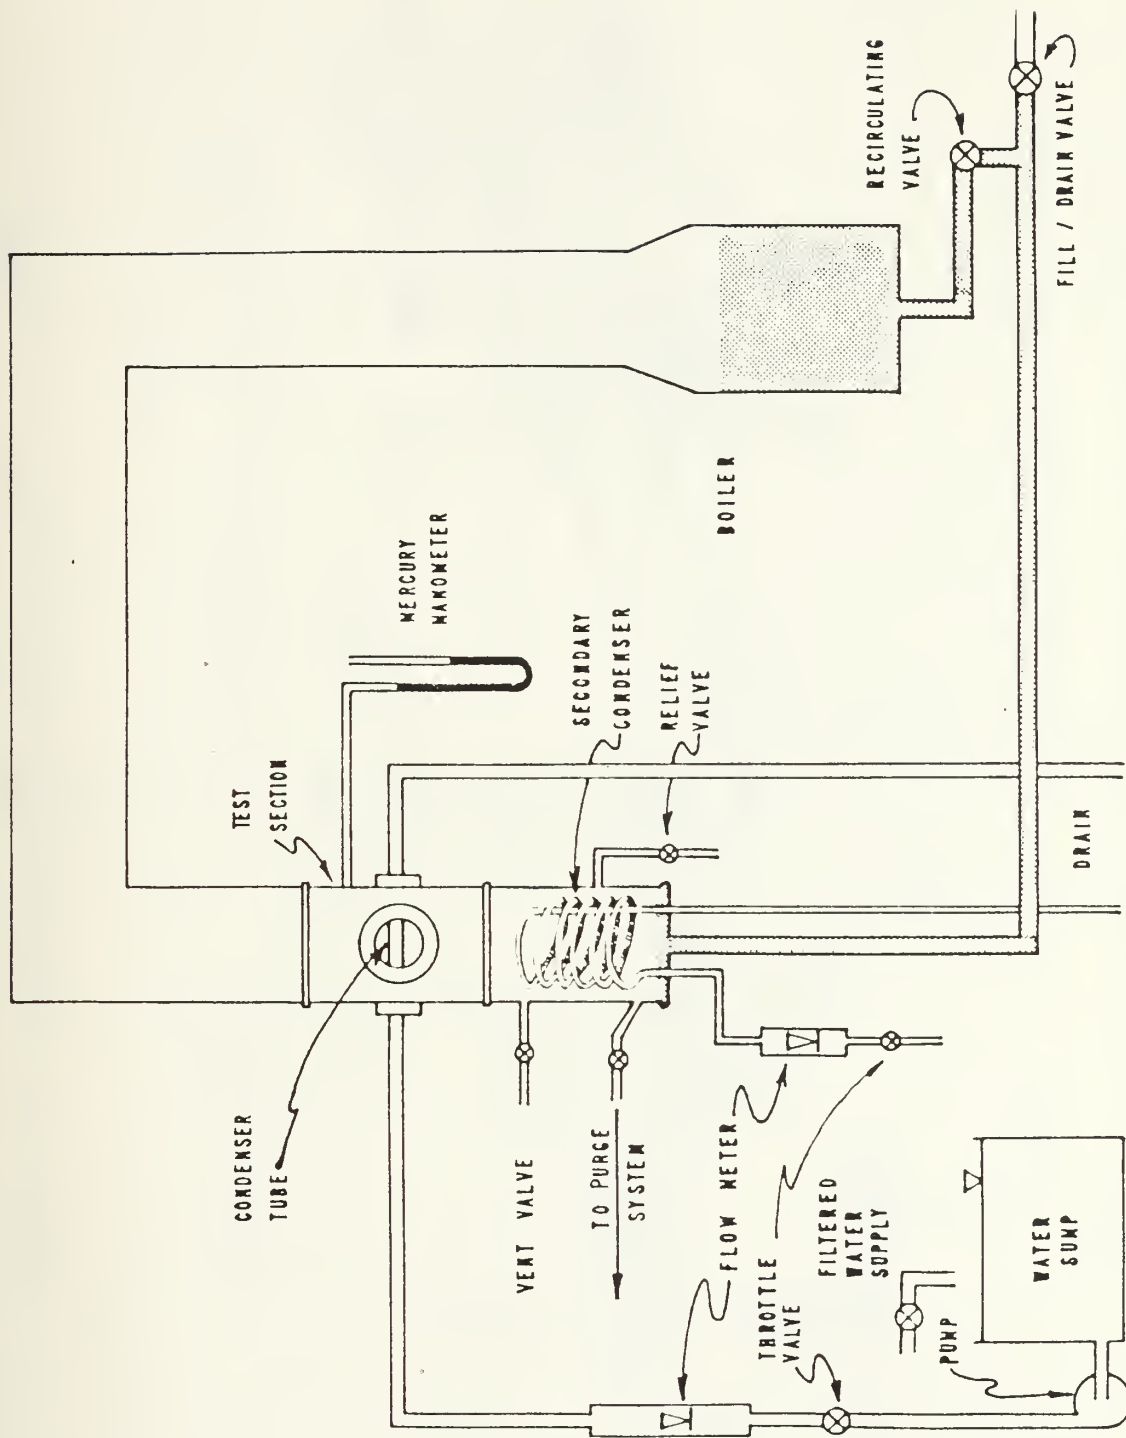 RECIRCULATING
VALVE
FILL / DRAIN VALVE
BOILER
MERCURY
MANOMETER
SECONDARY
CONDENSER
RELIEF
VALVE
TEST
SECTION
DRAIN
CONDENSER
TUBE
VENT VALVE
TO PURGE
SYSTEM
FLOW METER
THROTTLE
VALVE
FILTERED
WATER
SUPPLY
PUMP
WATER
SUMP